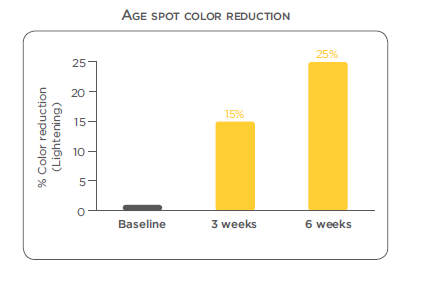 AGE SPOT COLOR REDUCTION
25%
25
20
15%
15
10
5
0
% Color reduction
(Lightening)
Baseline 3 weeks 6 weeks